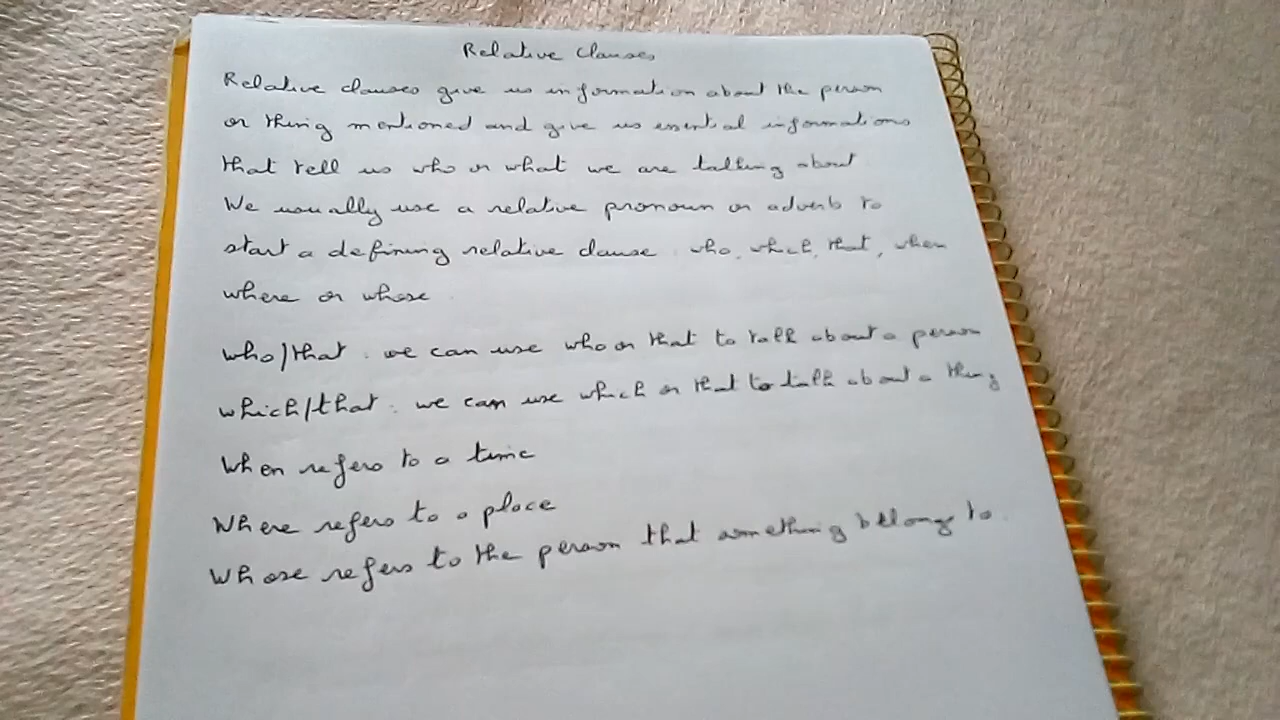 Relative Clauses
Relative clauses give us information about the person
or thing mentioned and give us essential informations
that tell us who or what we are talking about
We usually use a relative pronoun or adverb to
start a defining relative clause : who, which, that, when
where or whose.
who/that : we can use who or that to talk about a person
which/that : we can use which or that to talk about a thing
When refers to a time
Where refers to a place
Whose refers to the person that something belongs to.